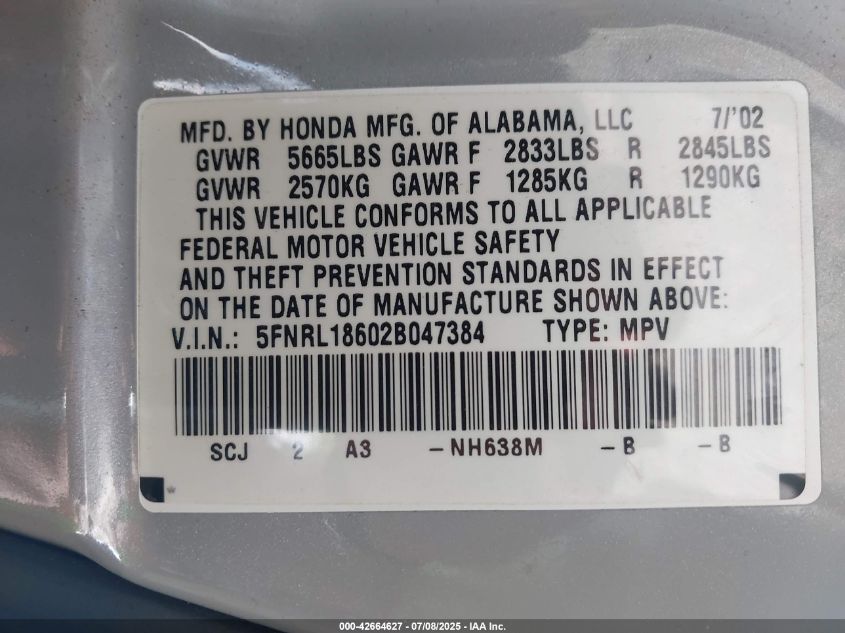 MFD. BY HONDA MFG. OF ALABAMA, LLC 7/'02
GVWR 5665LBS GAWR F 2833LBS R 2845LBS
GVWR 2570KG GAWR F 1285KG R 1290KG
THIS VEHICLE CONFORMS TO ALL APPLICABLE
FEDERAL MOTOR VEHICLE SAFETY
AND THEFT PREVENTION STANDARDS IN EFFECT
ON THE DATE OF MANUFACTURE SHOWN ABOVE:
V.I.N.: 5FNRL18602B047384 TYPE: MPV
SCJ 2 A3 -NH638M -B -B
000-42664627 - 07/08/2025 - IAA Inc.